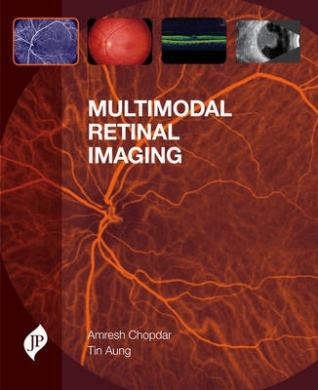 MULTIMODAL
RETINAL
IMAGING
Amresh Chopdar
Tin Aung
JP